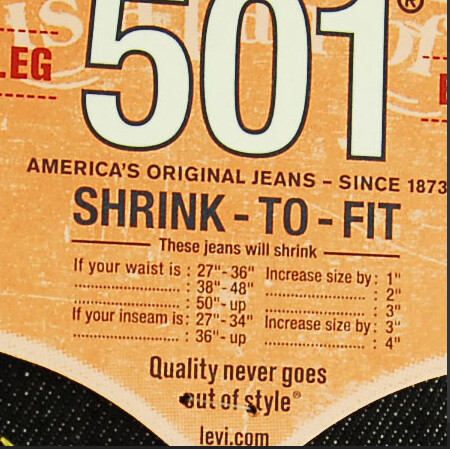 501®
.EG
AMERICA'S ORIGINAL JEANS – SINCE 1873
SHRINK - TO - FIT
These jeans will shrink
If your waist is : 27"- 36" Increase size by : 1"
........................ : 38"- 48" ........................ : 2"
........................ : 50"- up ........................ : 3"
If your inseam is : 27"- 34" Increase size by : 3"
........................ : 36"- up ........................ : 4"
Quality never goes
out of style®
levi.com